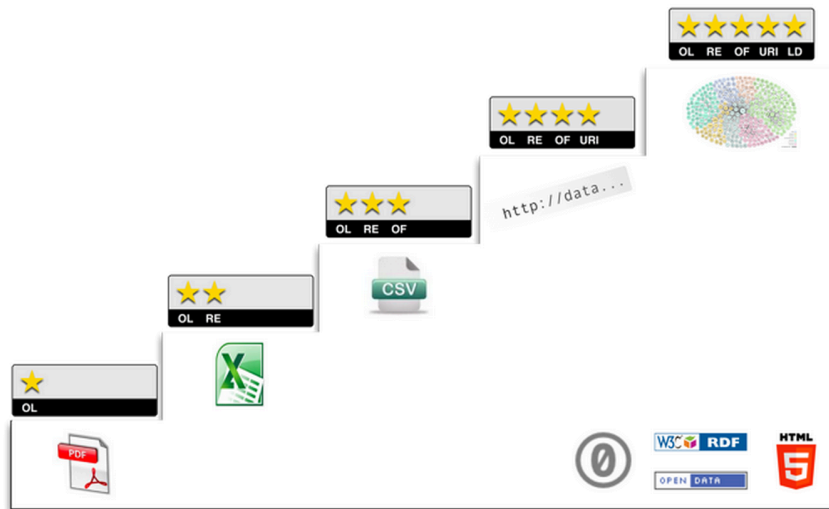 OL RE OF URI LD
OL RE OF URI
http://data...
OL RE OF
CSV
OL RE
X
OL
PDF
0
W3C RDF
OPEN DATA
HTML
5